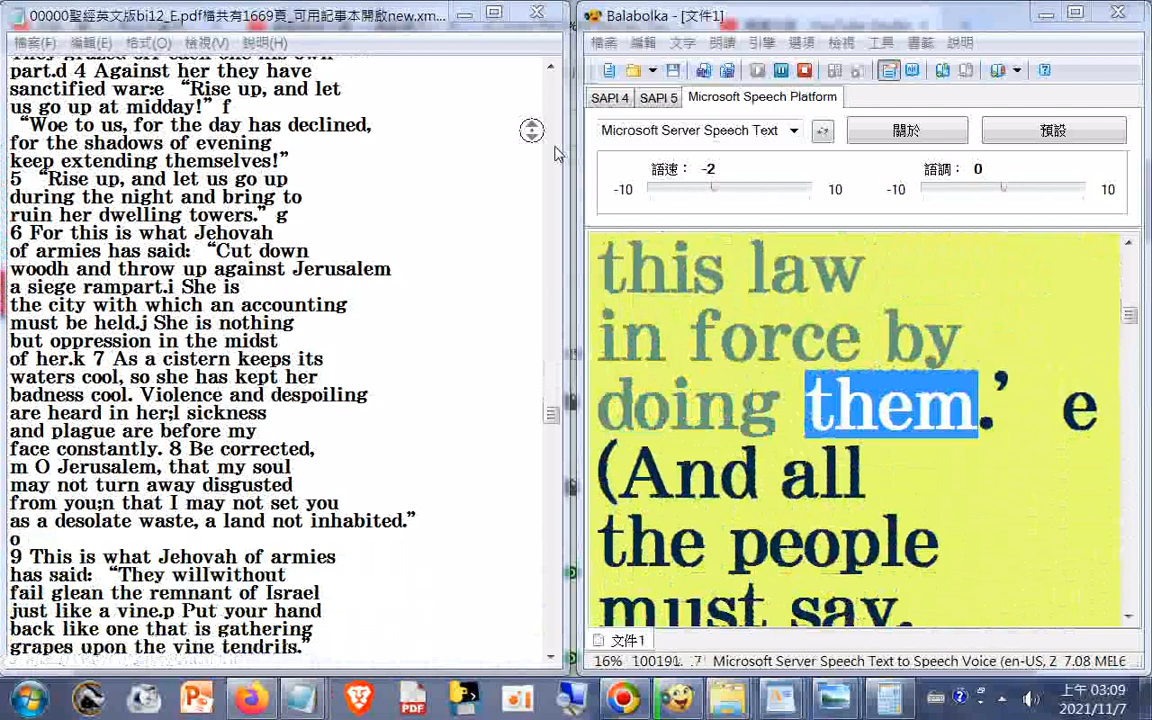 00000聖經英文版bi12_E.pdf檔共有1669頁_可用記事本開啟new.xm...
檔案(F) 編輯(E) 格式(O) 檢視(V) 說明(H)
part.d 4 Against her they have
sanctified war:e “Rise up, and let
us go up at midday!” f
“Woe to us, for the day has declined,
for the shadows of evening
keep extending themselves!”
5 “Rise up, and let us go up
during the night and bring to
ruin her dwelling towers.” g
6 For this is what Jehovah
of armies has said: “Cut down
woodh and throw up against Jerusalem
a siege rampart.i She is
the city with which an accounting
must be held.j She is nothing
but oppression in the midst
of her.k 7 As a cistern keeps its
waters cool, so she has kept her
badness cool. Violence and despoiling
are heard in her;l sickness
and plague are before my
face constantly. 8 Be corrected,
m O Jerusalem, that my soul
may not turn away disgusted
from you;n that I may not set you
as a desolate waste, a land not inhabited.”
o
9 This is what Jehovah of armies
has said: “They willwithout
fail glean the remnant of Israel
just like a vine.p Put your hand
back like one that is gathering
grapes upon the vine tendrils.”
Balabolka - [文件1]
檔案 編輯 文字 朗讀 引擎 選項 檢視 工具 書籤 說明
SAPI 4 SAPI 5 Microsoft Speech Platform
Microsoft Server Speech Text 關於 預設
語速： -2 語調： 0
-10 10 -10 10
this law
in force by
doing them.’ e
(And all
the people
must say,
文件1
16% 100191. .7 Microsoft Server Speech Text to Speech Voice (en-US, Z 7.08 МЕ
PDF
上午 03:09
2021/11/7